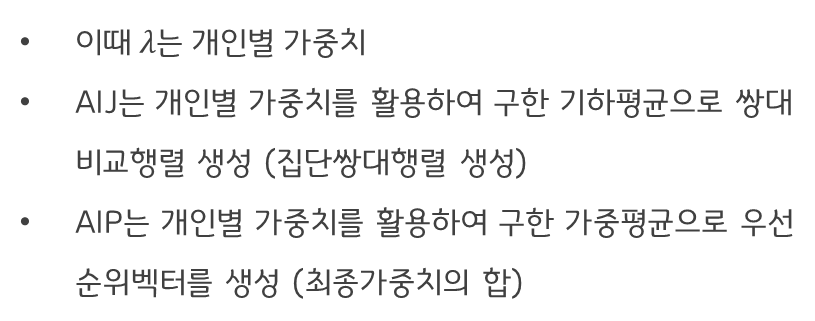 • 이때 λ는 개인별 가중치
• AIJ는 개인별 가중치를 활용하여 구한 기하평균으로 쌍대
비교행렬 생성 (집단쌍대행렬 생성)
• AIP는 개인별 가중치를 활용하여 구한 가중평균으로 우선
순위벡터를 생성 (최종가중치의 합)